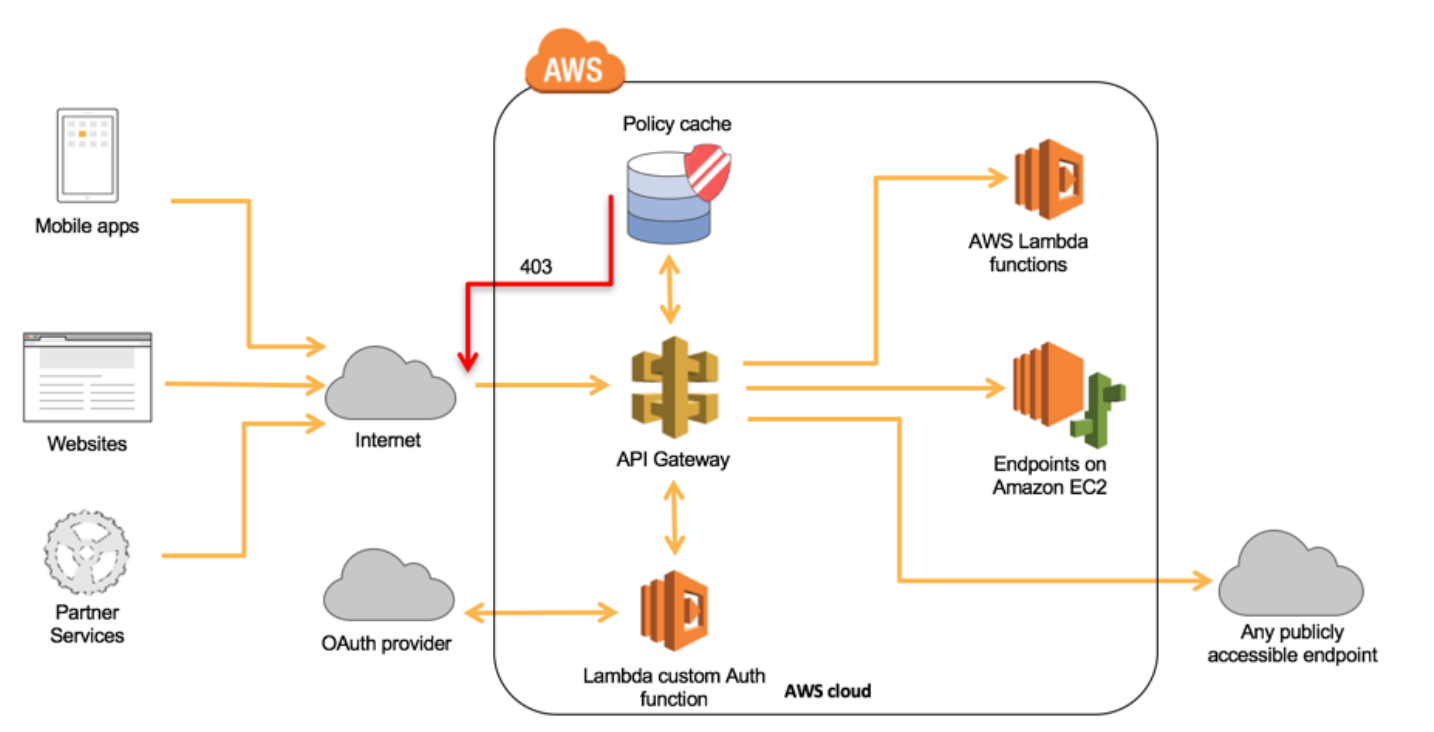 AWS
Policy cache
Mobile apps
403
AWS Lambda
functions
Websites
Internet
API Gateway
Endpoints on
Amazon EC2
Partner
Services
OAuth provider
Lambda custom Auth
function
AWS cloud
Any publicly
accessible endpoint